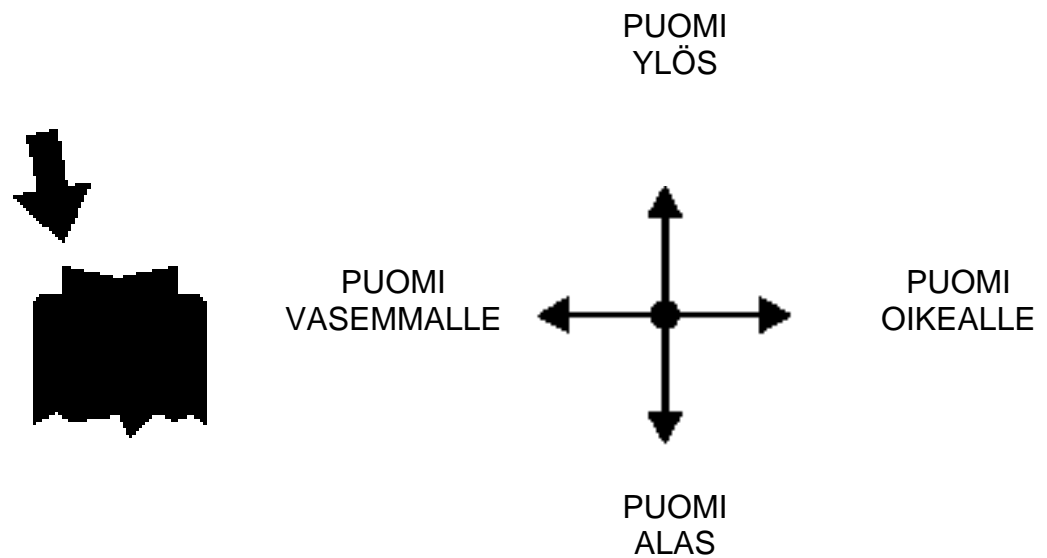 PUOMI
YLÖS
PUOMI
VASEMMALLE
PUOMI
OIKEALLE
PUOMI
ALAS